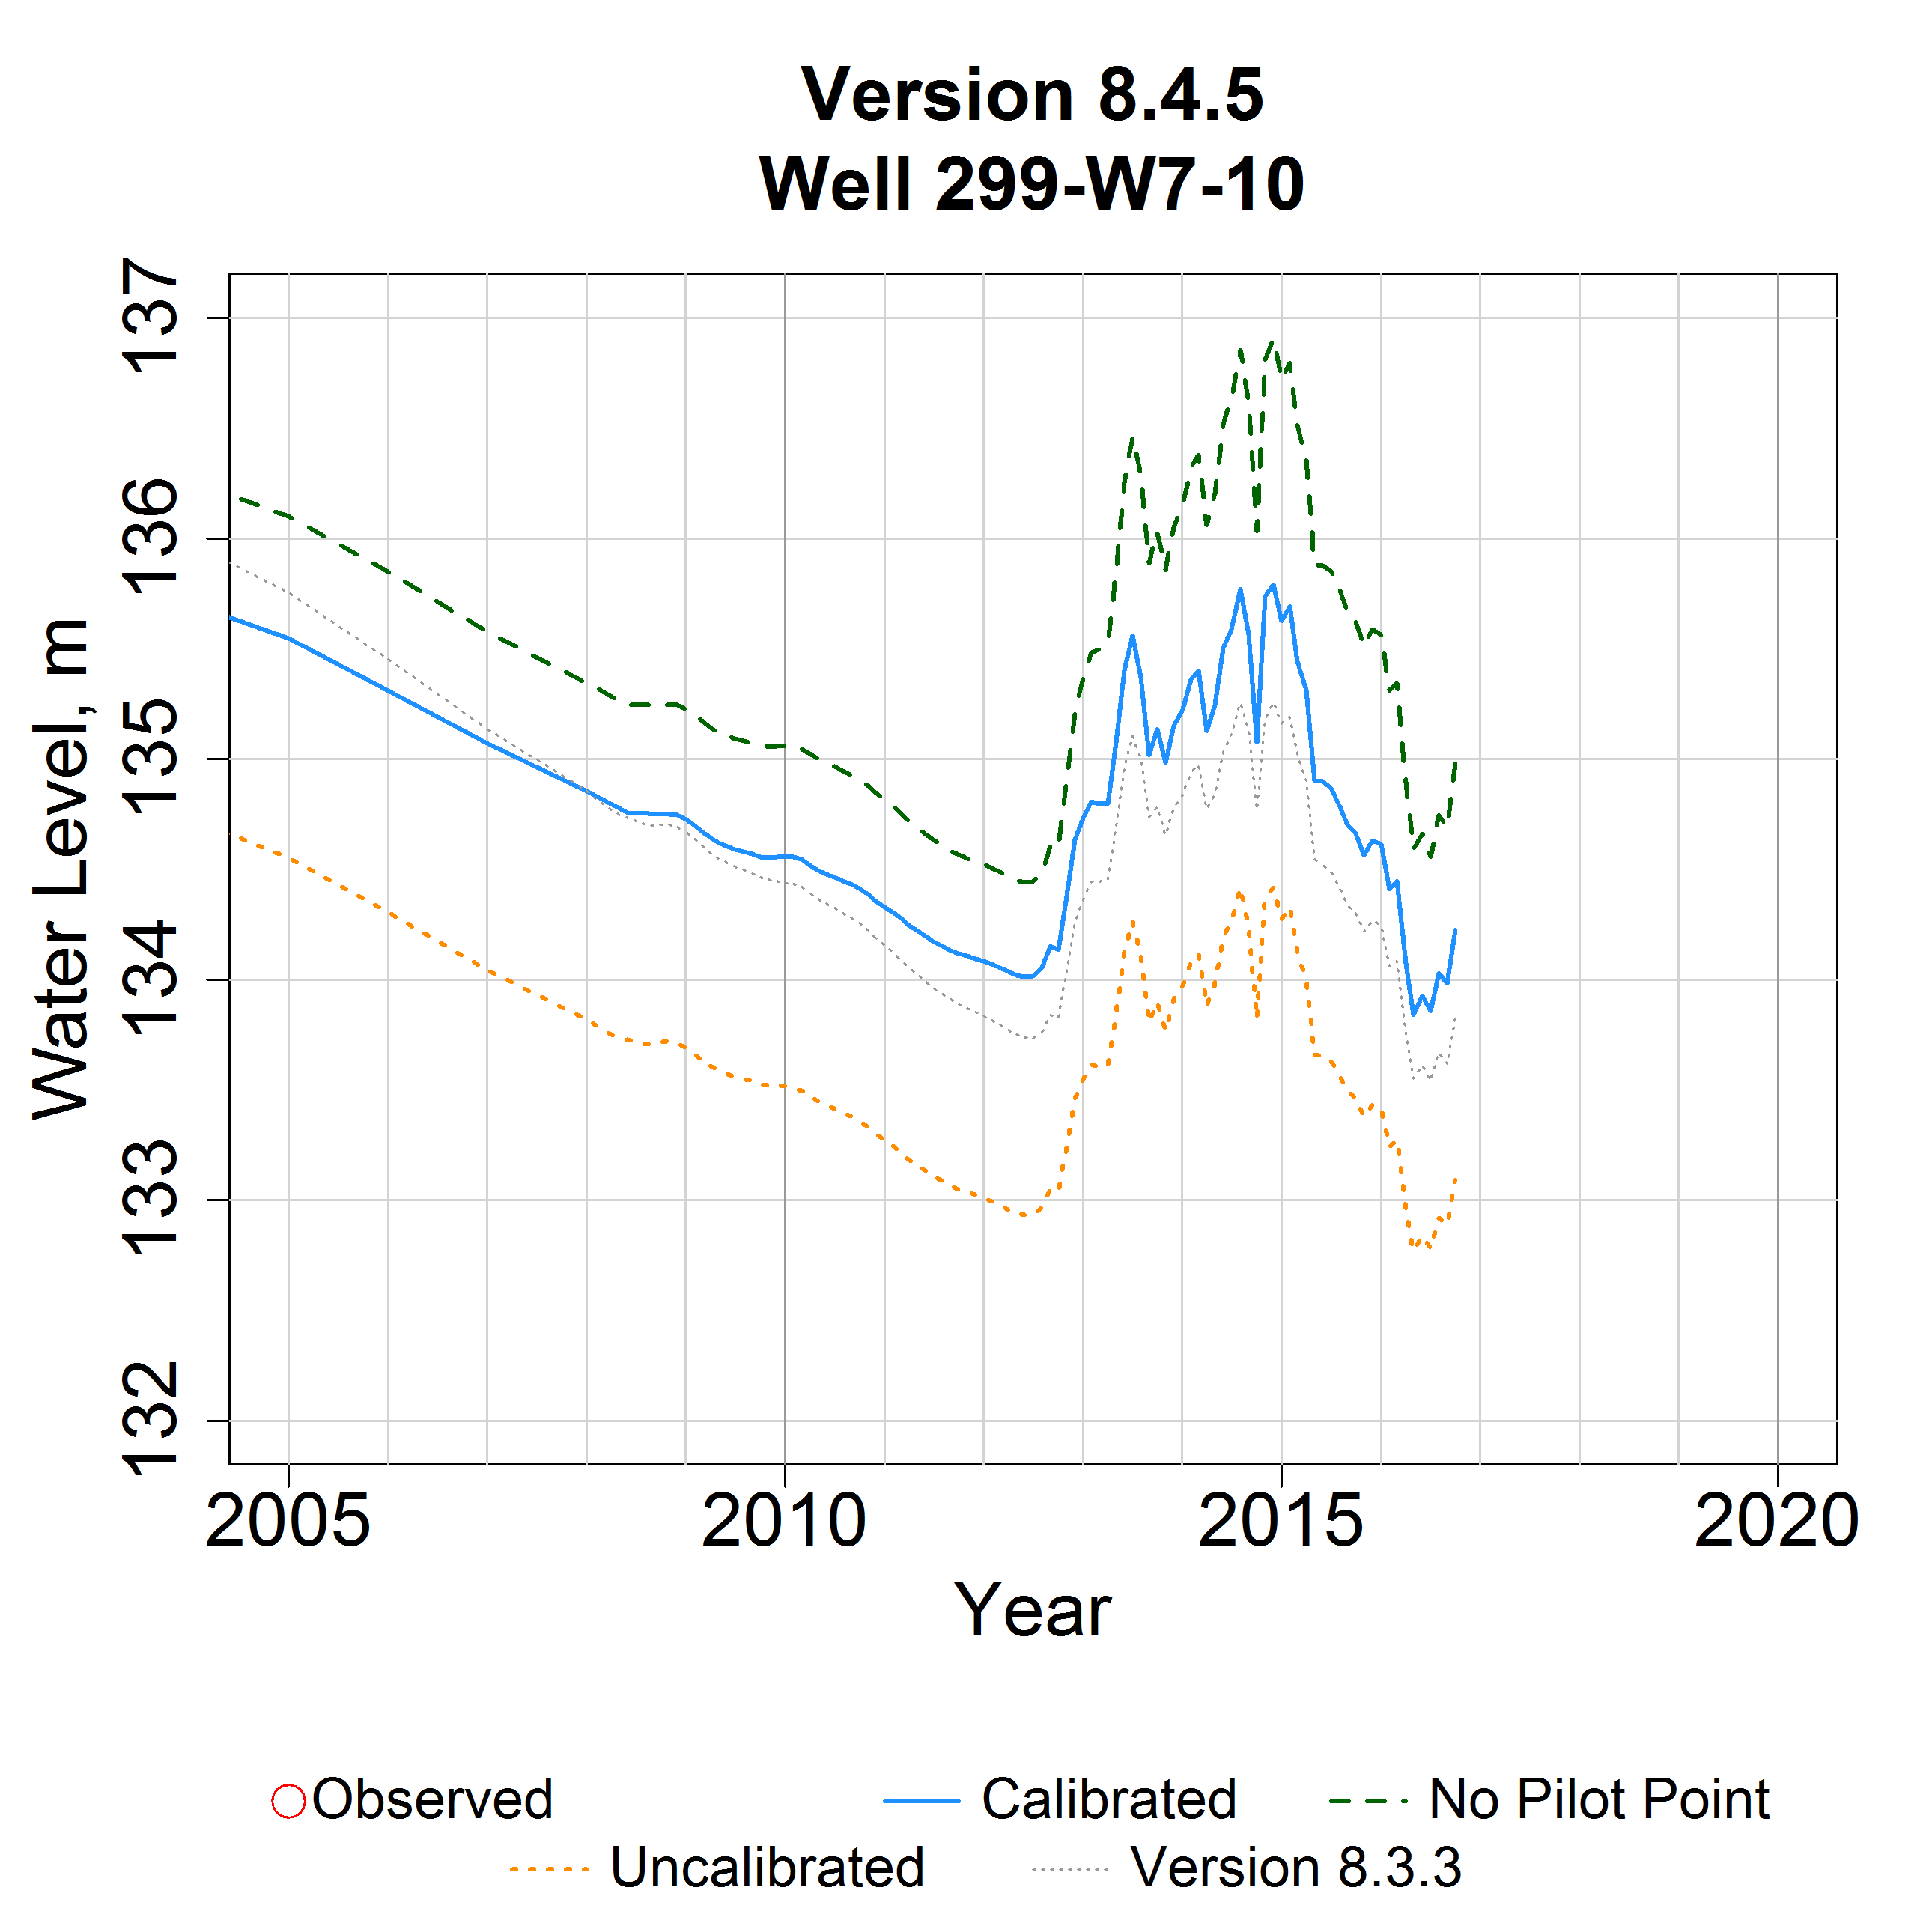 Version 8.4.5
Well 299-W7-10
Water Level, m
137
136
135
134
133
132
2005 2010 2015 2020
Year
Observed Calibrated No Pilot Point
Uncalibrated Version 8.3.3